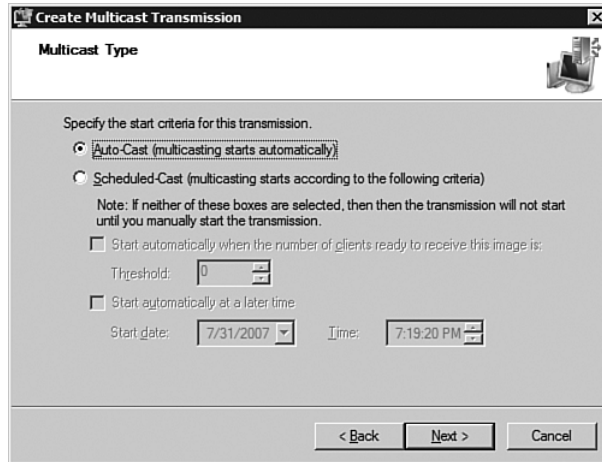 Create Multicast Transmission
Multicast Type
Specify the start criteria for this transmission.
Auto-Cast (multicasting starts automatically)
Scheduled-Cast (multicasting starts according to the following criteria)
Note: If neither of these boxes are selected, then then the transmission will not start
until you manually start the transmission.
Start automatically when the number of clients ready to receive this image is:
Threshold: 0
Start automatically at a later time
Start date: 7/31/2007 Time: 7:19:20 PM
< Back Next > Cancel